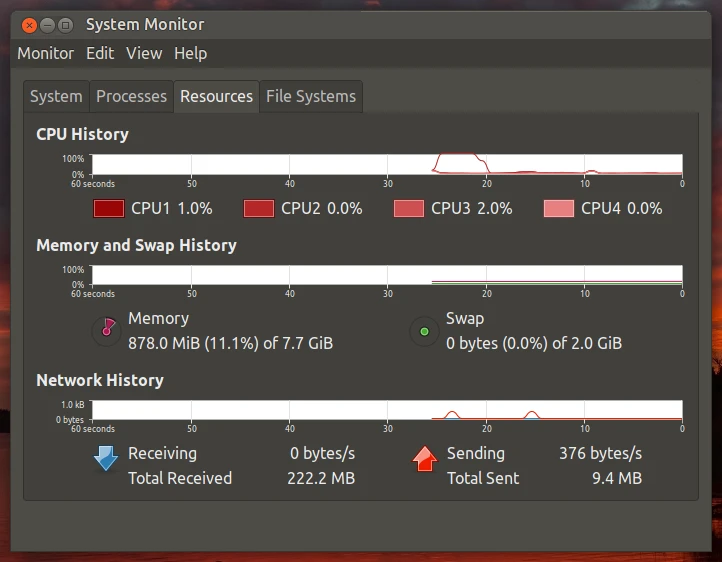 System Monitor
Monitor Edit View Help
System Processes Resources File Systems
CPU History
100%
0%
60 seconds 50 40 30 20 10 0
CPU1 1.0% CPU2 0.0% CPU3 2.0% CPU4 0.0%
Memory and Swap History
100%
0%
60 seconds 50 40 30 20 10 0
Memory Swap
878.0 MiB (11.1%) of 7.7 GiB 0 bytes (0.0%) of 2.0 GiB
Network History
1.0 kB
0 bytes
60 seconds 50 40 30 20 10 0
Receiving 0 bytes/s Sending 376 bytes/s
Total Received 222.2 MB Total Sent 9.4 MB